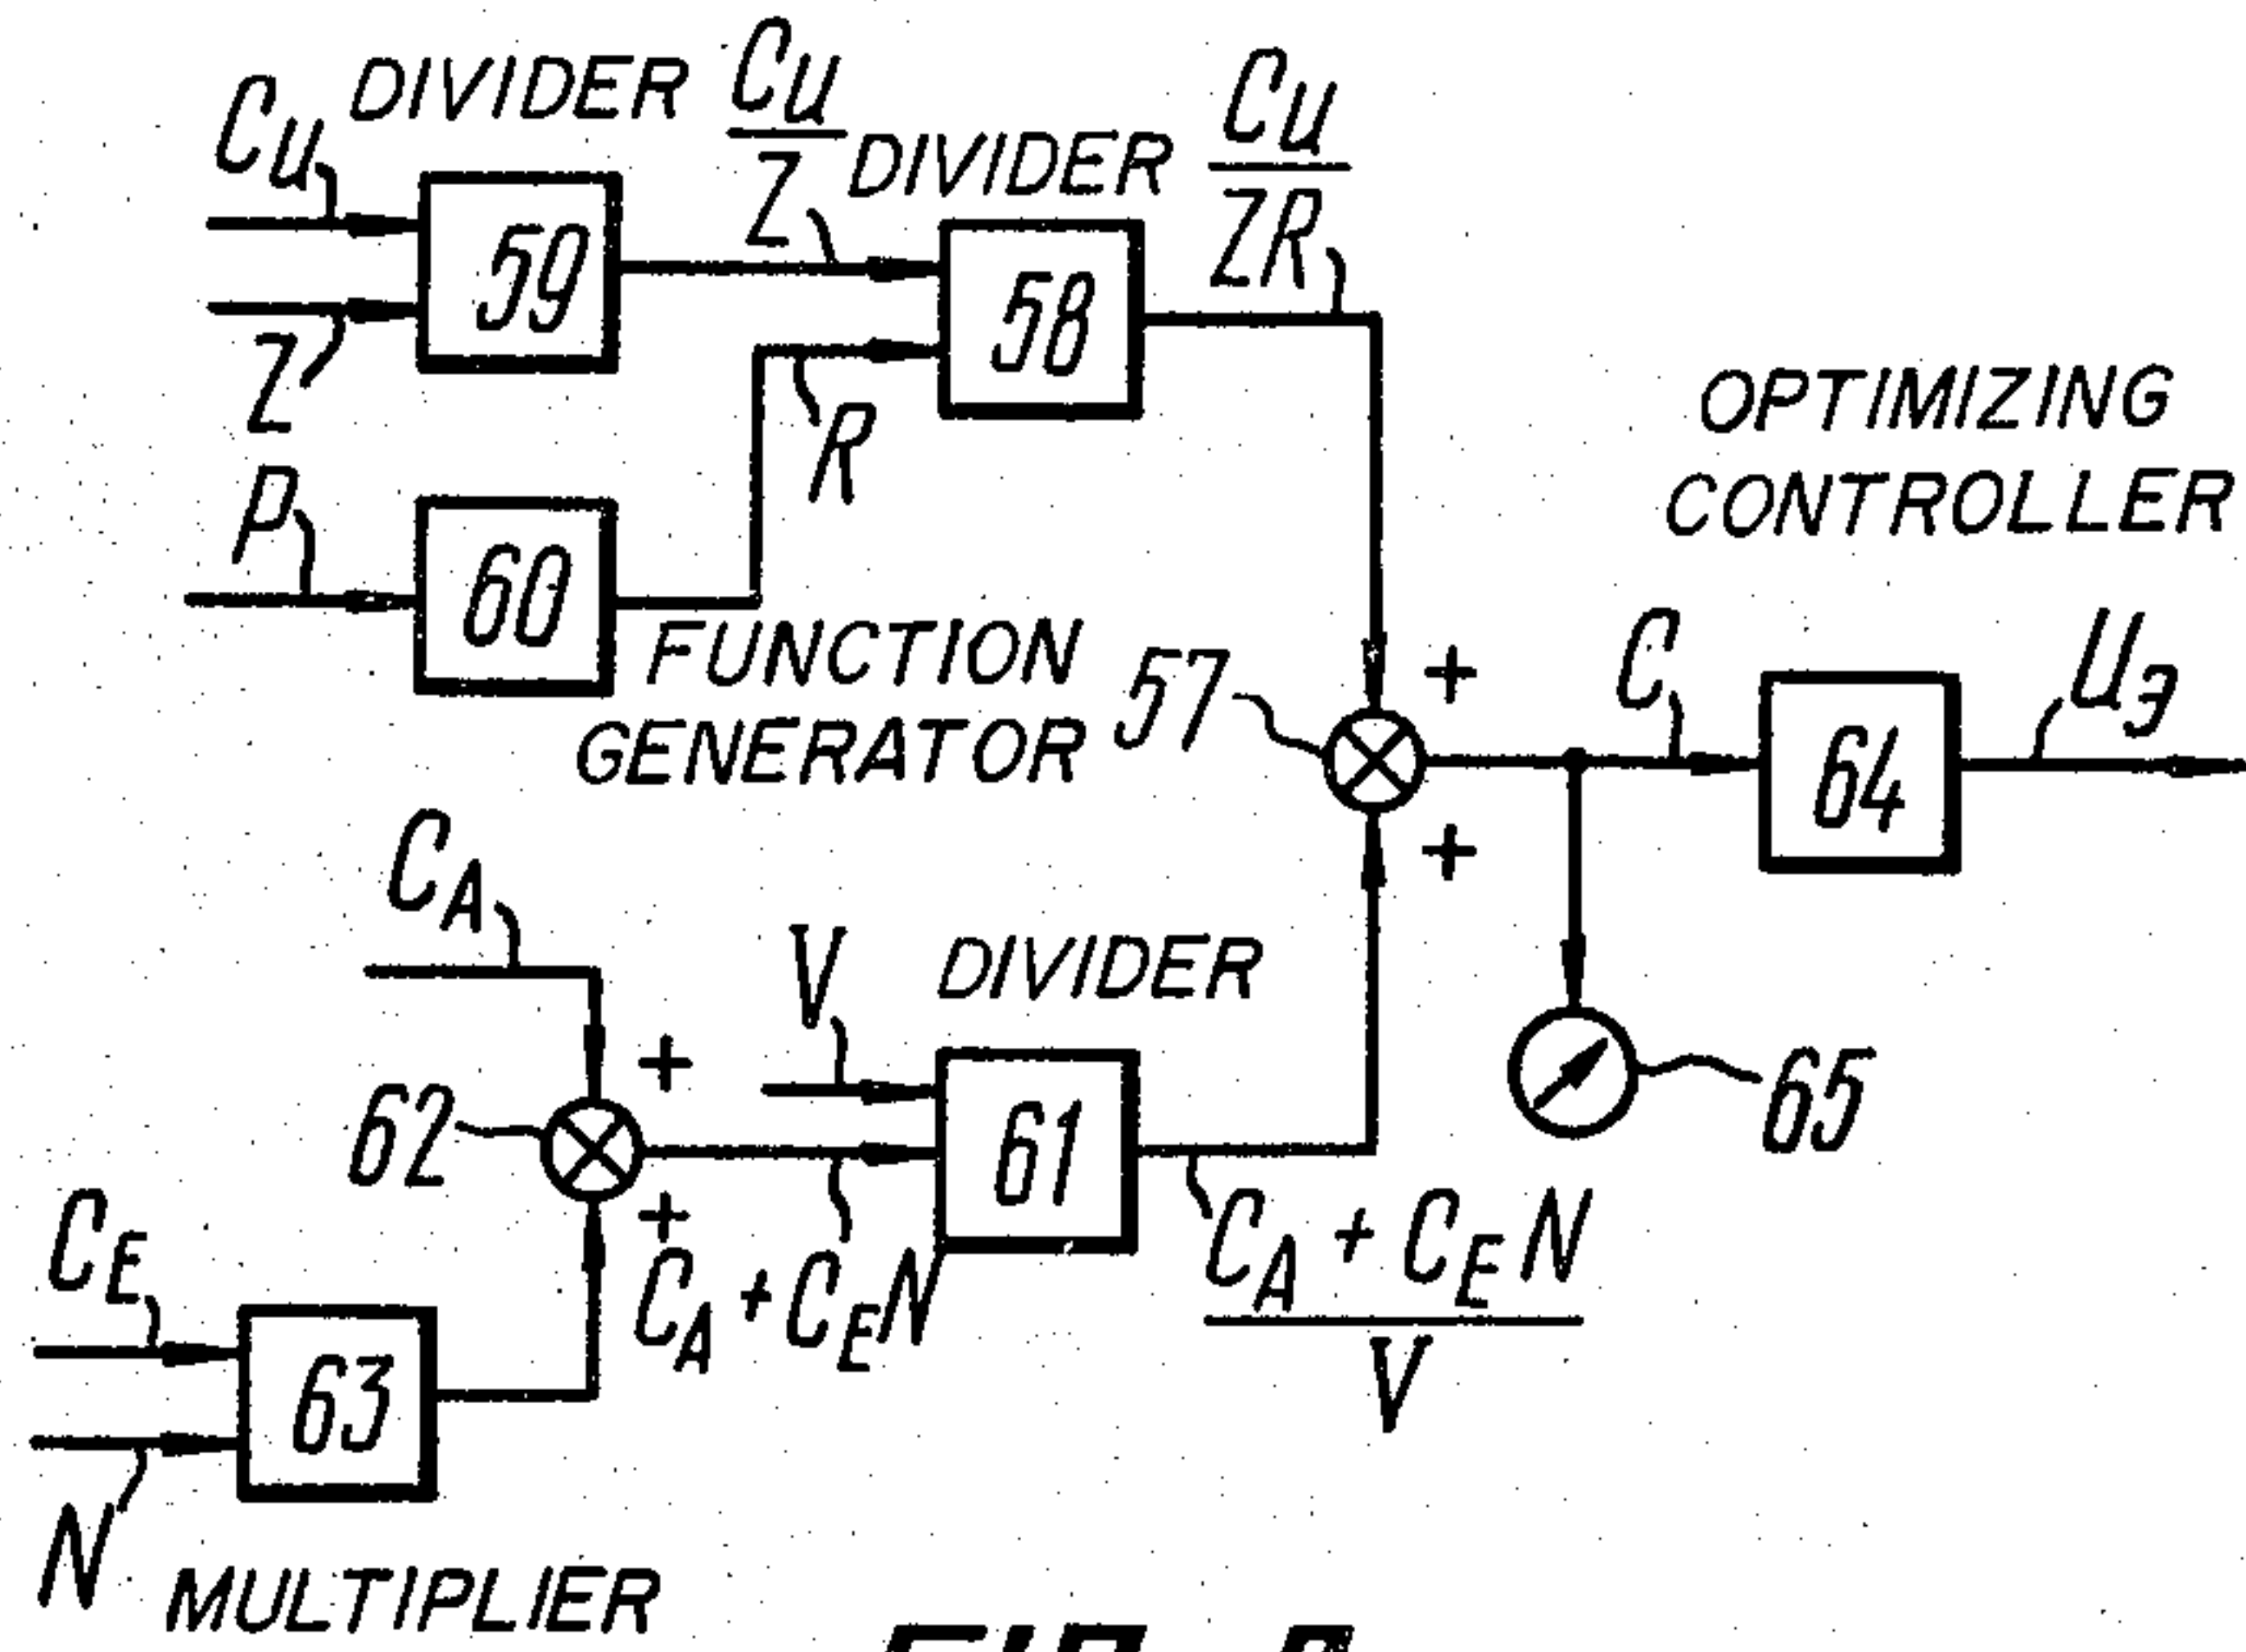 DIVIDER
Cu
Cu
Z
DIVIDER
Cu
ZR
59
58
Z
R
P
60
OPTIMIZING
CONTROLLER
FUNCTION
GENERATOR
57
+
C
64
UЭ
+
CA
V
DIVIDER
62
+
61
65
+
CE
CA + CEN
CA + CEN
V
63
N
MULTIPLIER